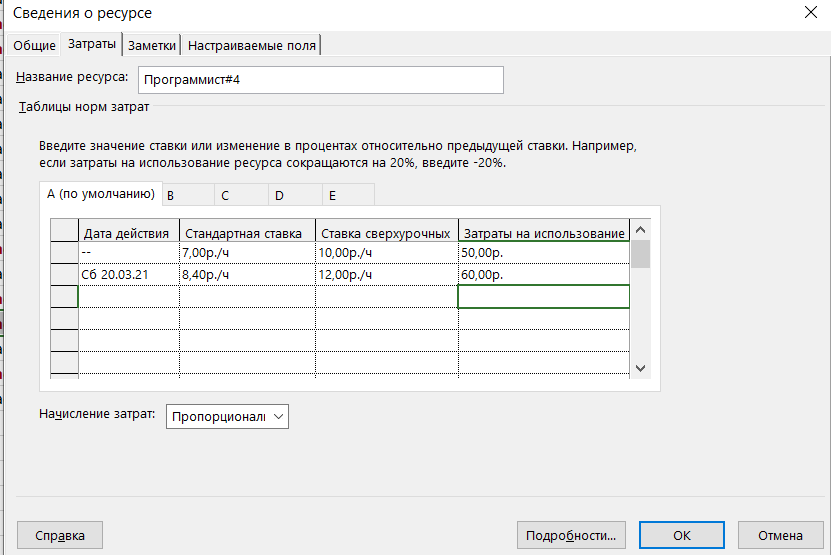 Сведения о ресурсе
Общие Затраты Заметки Настраиваемые поля
Название ресурса: Программист#4
Таблицы норм затрат
Введите значение ставки или изменение в процентах относительно предыдущей ставки. Например,
если затраты на использование ресурса сокращаются на 20%, введите -20%.
A (по умолчанию) B C D E
Дата действия Стандартная ставка Ставка сверхурочных Затраты на использование
-- 7,00р./ч 10,00р./ч 50,00р.
Сб 20.03.21 8,40р./ч 12,00р./ч 60,00р.
Начисление затрат: Пропорционалı
Справка Подробности... ОК Отмена